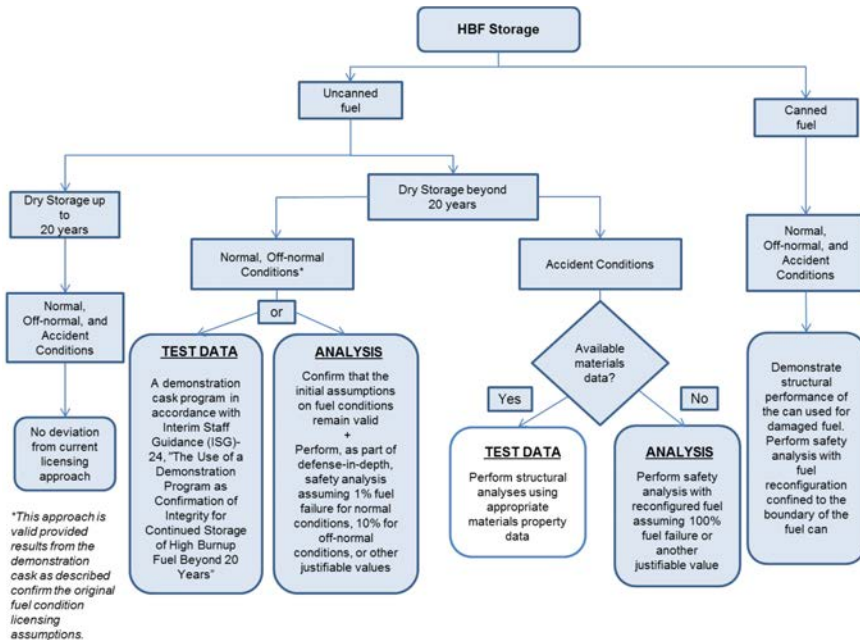 HBF Storage
Uncanned
fuel
Canned
fuel
Dry Storage up
to
20 years
Dry Storage beyond
20 years
Normal, Off-normal
Conditions*
Accident Conditions
Normal,
Off-normal, and
Accident
Conditions
Normal,
Off-normal, and
Accident
Conditions
or
TEST DATA
A demonstration
cask program in
accordance with
Interim Staff
Guidance (ISG)-
24, "The Use of a
Demonstration
Program as
Confirmation of
Integrity for
Continued Storage
of High Burnup
Fuel Beyond 20
Years"
ANALYSIS
Confirm that the
initial assumptions
on fuel conditions
remain valid
+
Perform, as part of
defense-in-depth,
safety analysis
assuming 1% fuel
failure for normal
conditions, 10% for
off-normal
conditions, or other
justifiable values
Available
materials
data?
Yes
No
TEST DATA
Perform structural
analyses using
appropriate
materials property
data
ANALYSIS
Perform safety
analysis with
reconfigured fuel
assuming 100%
fuel failure or
another
justifiable value
Demonstrate
structural
performance of
the can used for
damaged fuel.
Perform safety
analysis with
fuel
reconfiguration
confined to the
boundary of the
fuel can
No deviation
from current
licensing
approach
*This approach is
valid provided
results from the
demonstration
cask as described
confirm the original
fuel condition
licensing
assumptions.